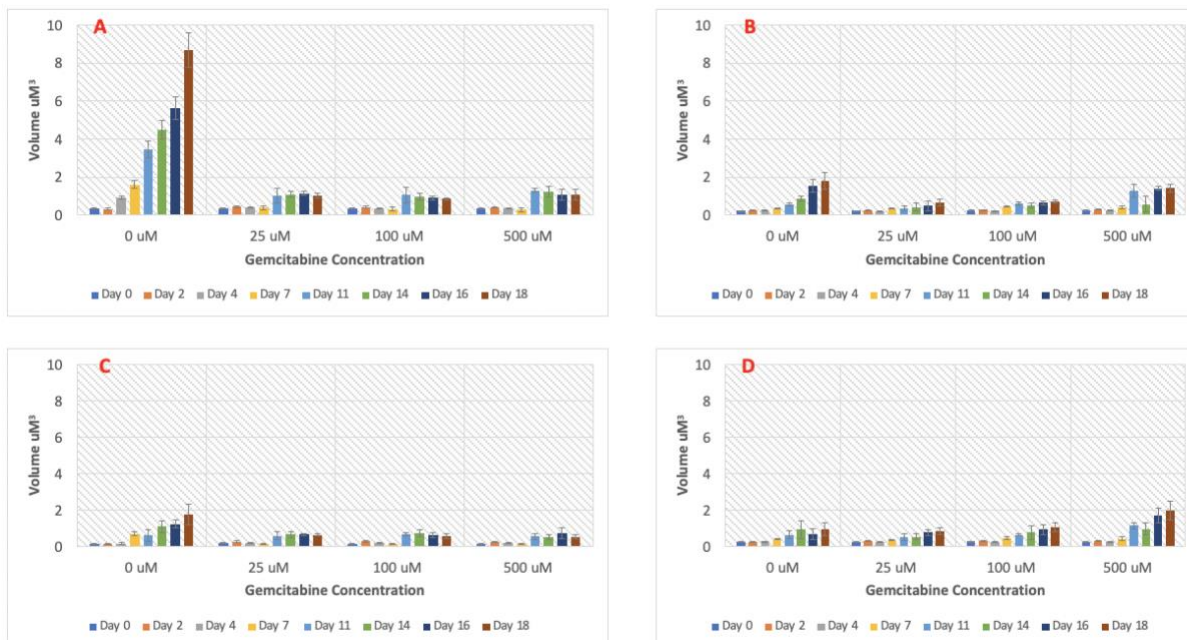 A
10
8
6
4
2
0
Volume uM³
0 uM 25 uM 100 uM 500 uM
Gemcitabine Concentration
Day 0 Day 2 Day 4 Day 7 Day 11 Day 14 Day 16 Day 18
B
10
8
6
4
2
0
Volume uM³
0 uM 25 uM 100 uM 500 uM
Gemcitabine Concentration
Day 0 Day 2 Day 4 Day 7 Day 11 Day 14 Day 16 Day 18
C
10
8
6
4
2
0
Volume uM³
0 uM 25 uM 100 uM 500 uM
Gemcitabine Concentration
Day 0 Day 2 Day 4 Day 7 Day 11 Day 14 Day 16 Day 18
D
10
8
6
4
2
0
Volume uM³
0 uM 25 uM 100 uM 500 uM
Gemcitabine Concentration
Day 0 Day 2 Day 4 Day 7 Day 11 Day 14 Day 16 Day 18